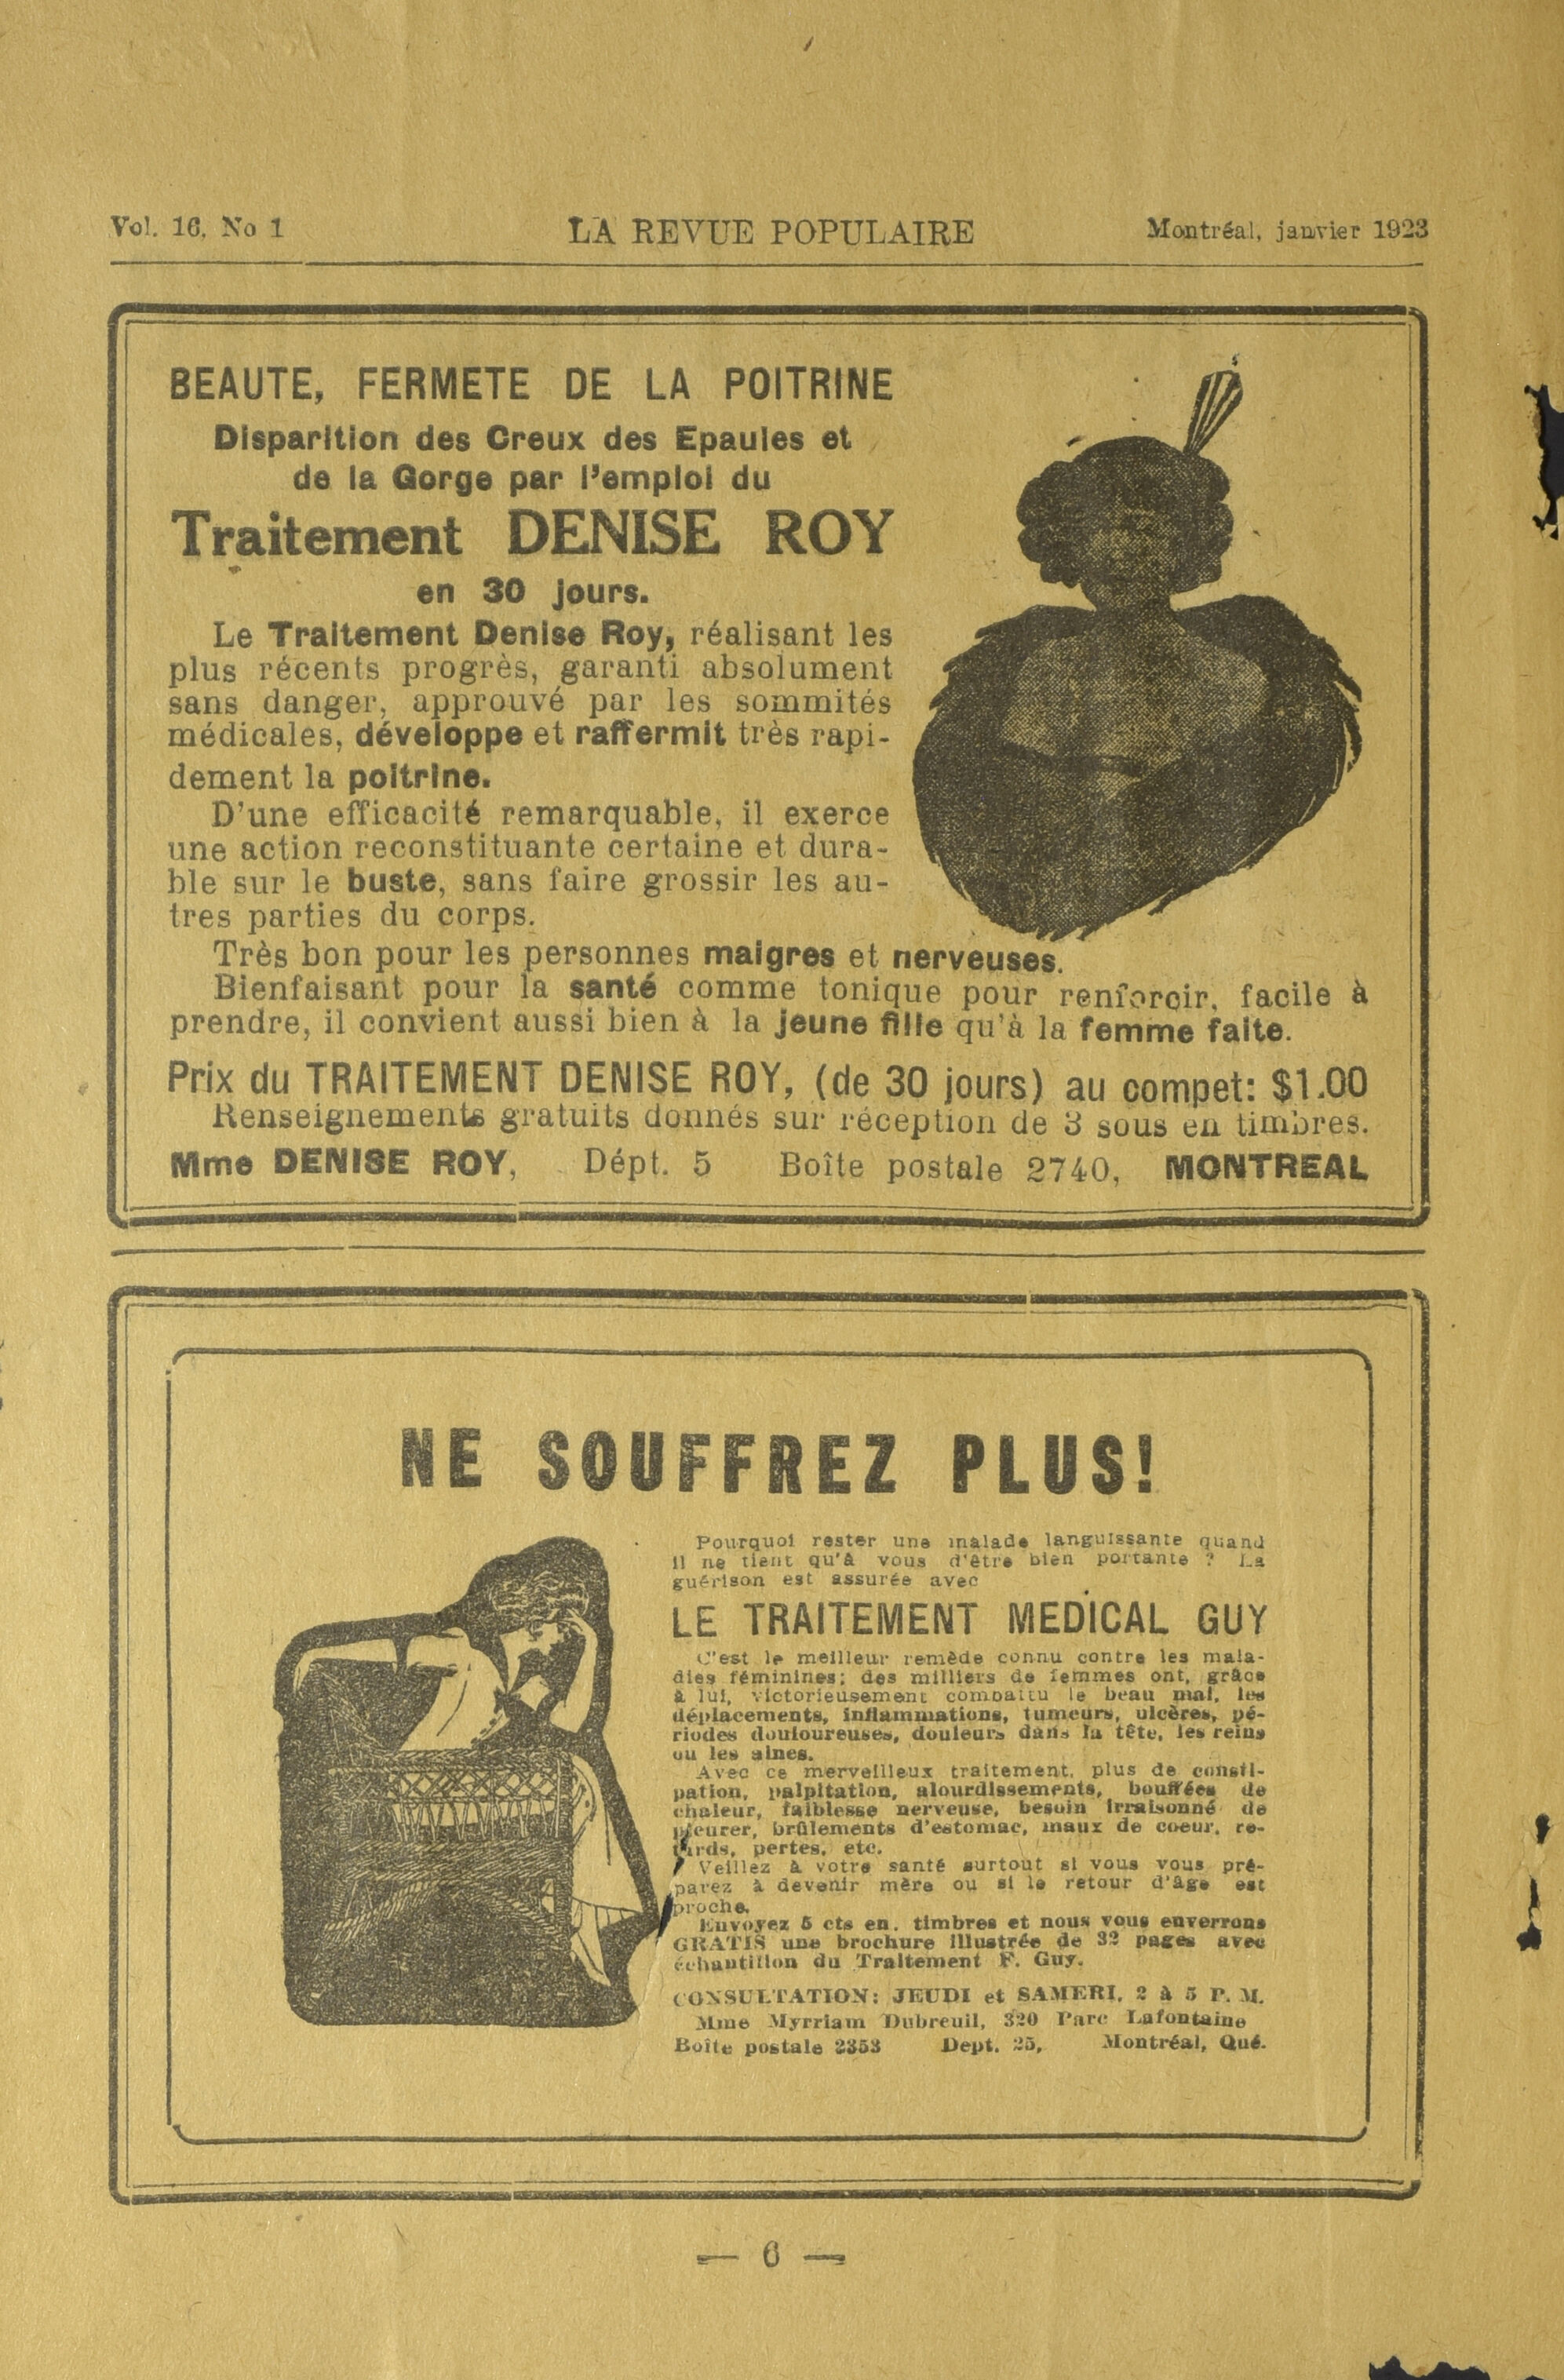 Vol. 16. No 1 LA REVUE POPULAIRE Montréal, janvier 1923
BEAUTE, FERMETE DE LA POITRINE
Disparition des Creux des Epaules et
de la Gorge par l'emploi du
Traitement DENISE ROY
en 30 jours.
Le Traitement Denise Roy, réalisant les
plus récents progrès, garanti absolument
sans danger, approuvé par les sommités
médicales, développe et raffermit très rapi-
dement la poitrine.
D'une efficacité remarquable, il exerce
une action reconstituante certaine et dura-
ble sur le buste, sans faire grossir les au-
tres parties du corps.
Très bon pour les personnes maigres et nerveuses.
Bienfaisant pour la santé comme tonique pour renforcir, facile à
prendre, il convient aussi bien à la jeune fille qu'à la femme faite.
Prix du TRAITEMENT DENISE ROY, (de 30 jours) au compet: $1.00
Renseignements gratuits donnés sur réception de 3 sous en timbres.
Mme DENISE ROY, Dépt. 5 Boîte postale 2740, MONTREAL
NE SOUFFREZ PLUS!
Pourquoi rester une malade languissante quand
il ne tient qu'à vous d'être bien portante ? La
guérison est assurée avec
LE TRAITEMENT MEDICAL GUY
C'est le meilleur remède connu contre les mala-
dies féminines; des milliers de femmes ont, grâce
à lui, victorieusement combattu le beau mal, les
déplacements, inflammations, tumeurs, ulcères, pé-
riodes douloureuses, douleurs dans la tête, les reins
ou les aines.
Avec ce merveilleux traitement, plus de consti-
pation, palpitation, alourdissements, bouffées de
chaleur, faiblesse nerveuse, besoin irraisonné de
pleurer, brûlements d'estomac, maux de coeur, re-
tards, pertes, etc.
Veillez à votre santé surtout si vous vous pré-
parez à devenir mère ou si le retour d'âge est
proche.
Envoyez 5 cts en. timbres et nous vous enverrons
GRATIS une brochure illustrée de 32 pages avec
échantillon du Traitement F. Guy.
CONSULTATION: JEUDI et SAMERI, 2 à 5 P. M.
Mme Myrriam Dubreuil, 320 Parc Lafontaine
Boîte postale 2353 Dept. 25, Montréal, Qué.
— 6 —